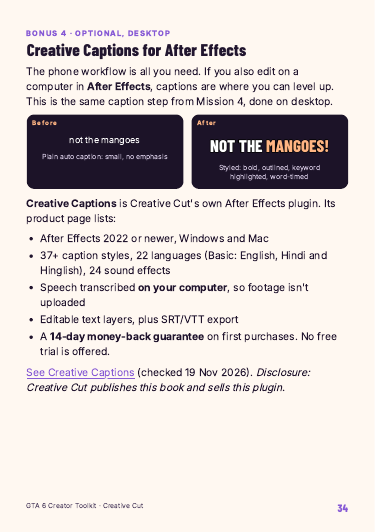 BONUS 4 · OPTIONAL, DESKTOP
Creative Captions for After Effects
The phone workflow is all you need. If you also edit on a
computer in After Effects, captions are where you can level up.
This is the same caption step from Mission 4, done on desktop.
Before
not the mangoes
Plain auto caption: small, no emphasis
After
NOT THE MANGOES!
Styled: bold, outlined, keyword
highlighted, word-timed
Creative Captions is Creative Cut's own After Effects plugin. Its
product page lists:
• After Effects 2022 or newer, Windows and Mac
• 37+ caption styles, 22 languages (Basic: English, Hindi and
Hinglish), 24 sound effects
• Speech transcribed on your computer, so footage isn't
uploaded
• Editable text layers, plus SRT/VTT export
• A 14-day money-back guarantee on first purchases. No free
trial is offered.
See Creative Captions (checked 19 Nov 2026). Disclosure:
Creative Cut publishes this book and sells this plugin.
GTA 6 Creator Toolkit · Creative Cut
34